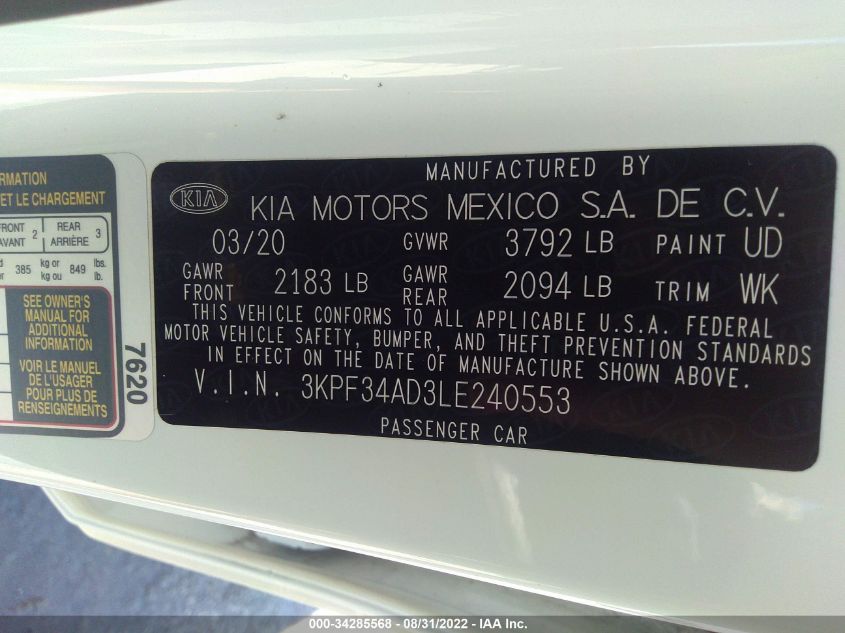 RMATION
ET LE CHARGEMENT
FRONT 2 REAR 3
AVANT ARRIÈRE
385 kg or 849 lbs.
kg ou lb.
SEE OWNER'S
MANUAL FOR
ADDITIONAL
INFORMATION
VOIR LE MANUEL
DE L'USAGER
POUR PLUS DE
RENSEIGNEMENTS
7620
MANUFACTURED BY
KIA KIA MOTORS MEXICO S.A. DE C.V.
03/20 GVWR 3792 LB PAINT UD
GAWR FRONT 2183 LB GAWR REAR 2094 LB TRIM WK
THIS VEHICLE CONFORMS TO ALL APPLICABLE U.S.A. FEDERAL
MOTOR VEHICLE SAFETY, BUMPER, AND THEFT PREVENTION STANDARDS
IN EFFECT ON THE DATE OF MANUFACTURE SHOWN ABOVE.
V.I.N. 3KPF34AD3LE240553
PASSENGER CAR
000-34285568 - 08/31/2022 - IAA Inc.